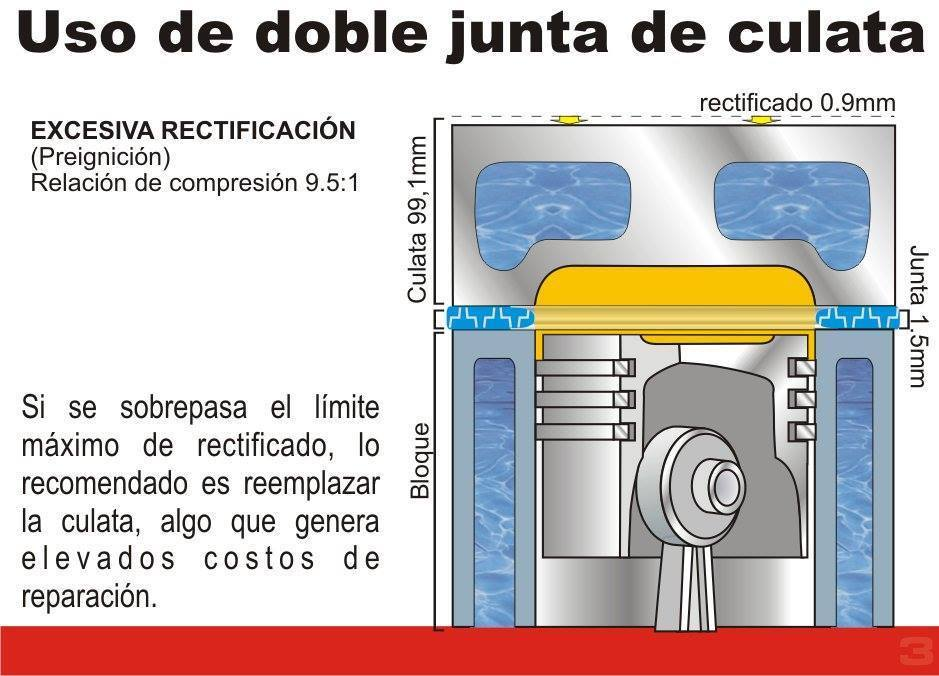 Uso de doble junta de culata
rectificado 0.9mm
EXCESIVA RECTIFICACIÓN
(Preignición)
Relación de compresión 9.5:1
Culata 99,1mm
Junta 1.5mm
Si se sobrepasa el límite
máximo de rectificado, lo
recomendado es reemplazar
la culata, algo que genera
elevados costos de
reparación.
Bloque
3